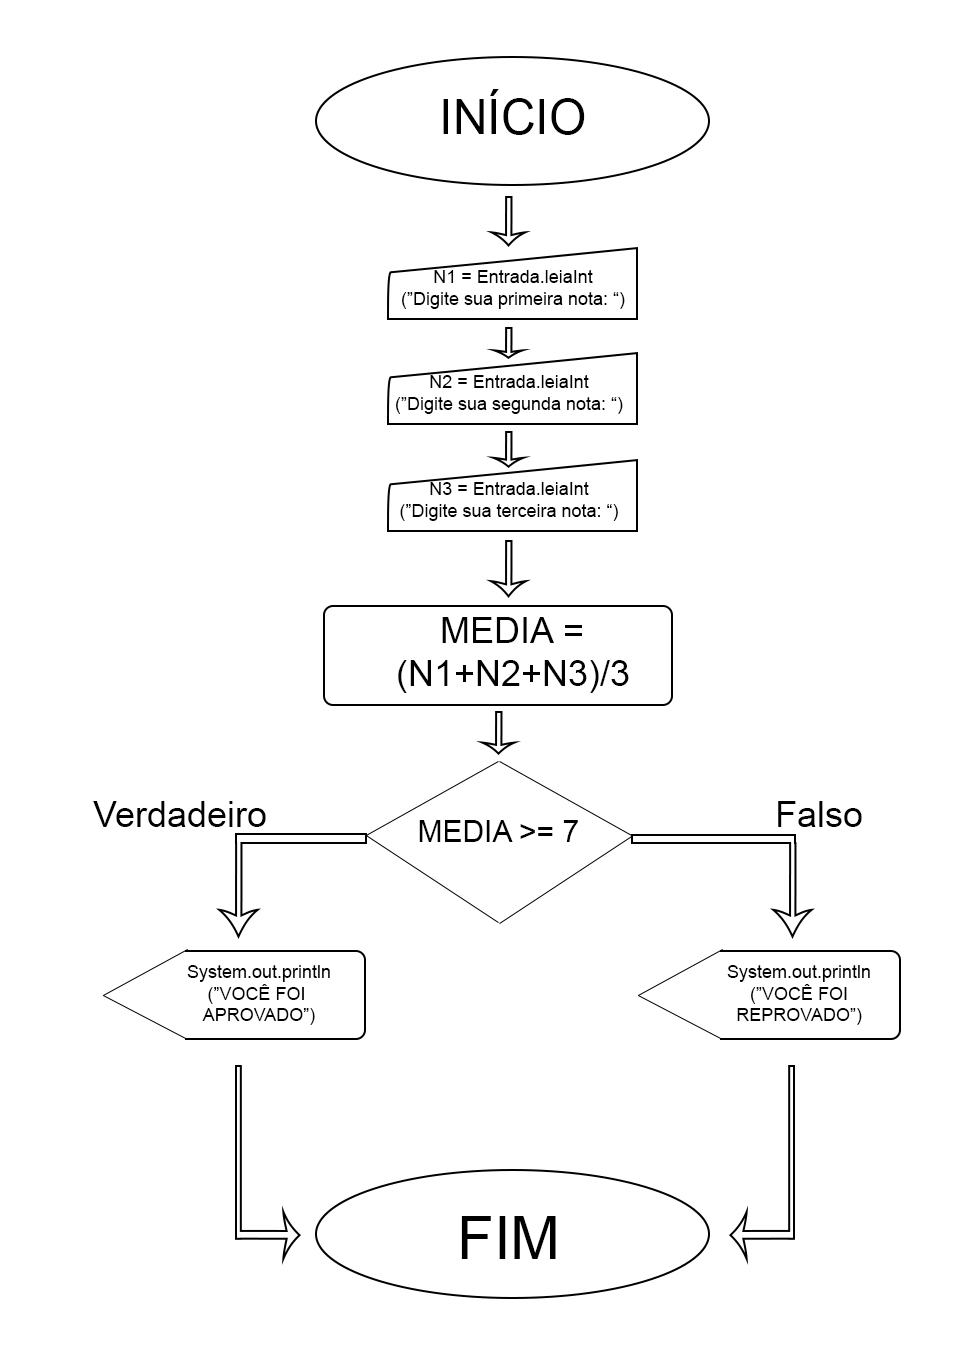 INÍCIO
N1 = Entrada.leiaInt
(”Digite sua primeira nota: “)
N2 = Entrada.leiaInt
(”Digite sua segunda nota: “)
N3 = Entrada.leiaInt
(”Digite sua terceira nota: “)
MEDIA =
(N1+N2+N3)/3
MEDIA >= 7
Verdadeiro
Falso
System.out.println
(”VOCÊ FOI
APROVADO”)
System.out.println
(”VOCÊ FOI
REPROVADO”)
FIM